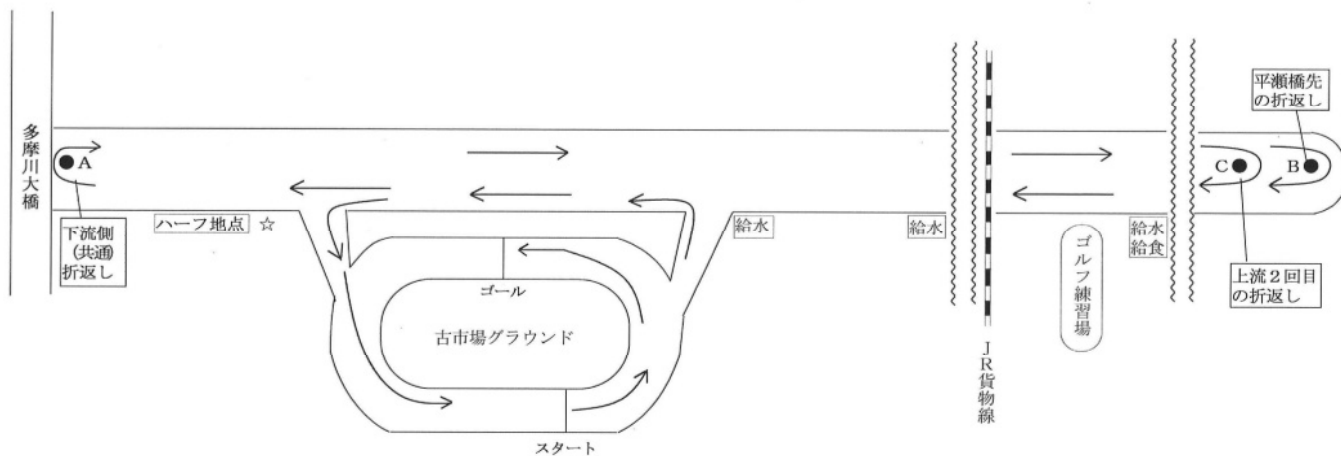 多摩川大橋
A
下流側
(共通)
折返し
ハーフ地点 ☆
ゴール
古市場グラウンド
スタート
給水
給水
JR貨物線
ゴルフ練習場
給水
給食
平瀬橋先
の折返し
C
B
上流2回目
の折返し